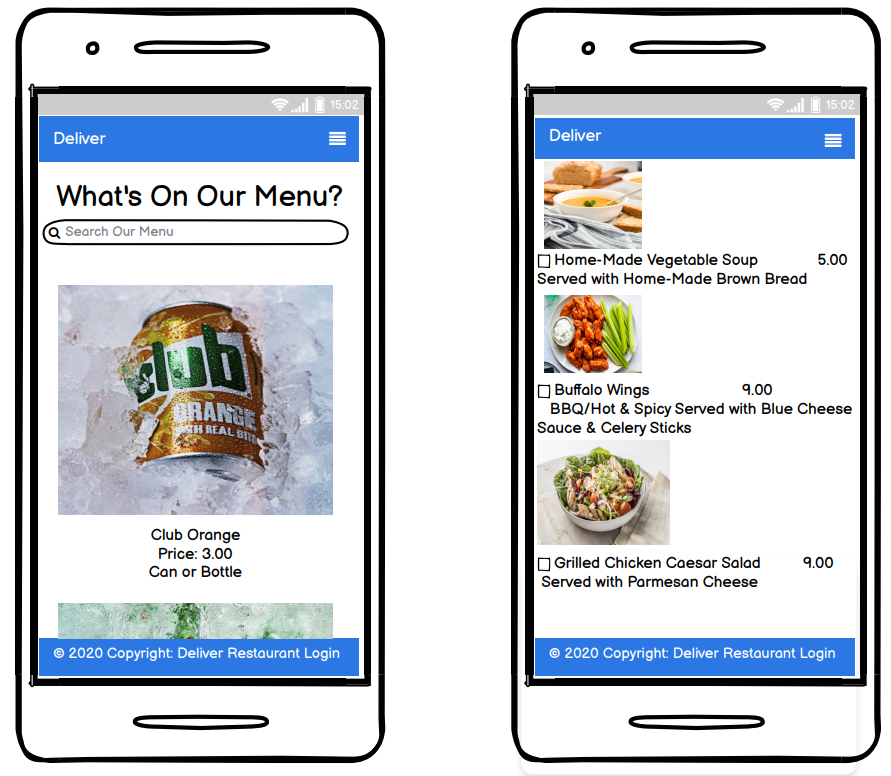 15:02
Deliver
What's On Our Menu?
Search Our Menu
club
ORANGE
WITH REAL
Club Orange
Price: 3.00
Can or Bottle
© 2020 Copyright: Deliver Restaurant Login
15:02
Deliver
Home-Made Vegetable Soup 5.00
Served with Home-Made Brown Bread
Buffalo Wings 9.00
BBQ/Hot & Spicy Served with Blue Cheese
Sauce & Celery Sticks
Grilled Chicken Caesar Salad 9.00
Served with Parmesan Cheese
© 2020 Copyright: Deliver Restaurant Login